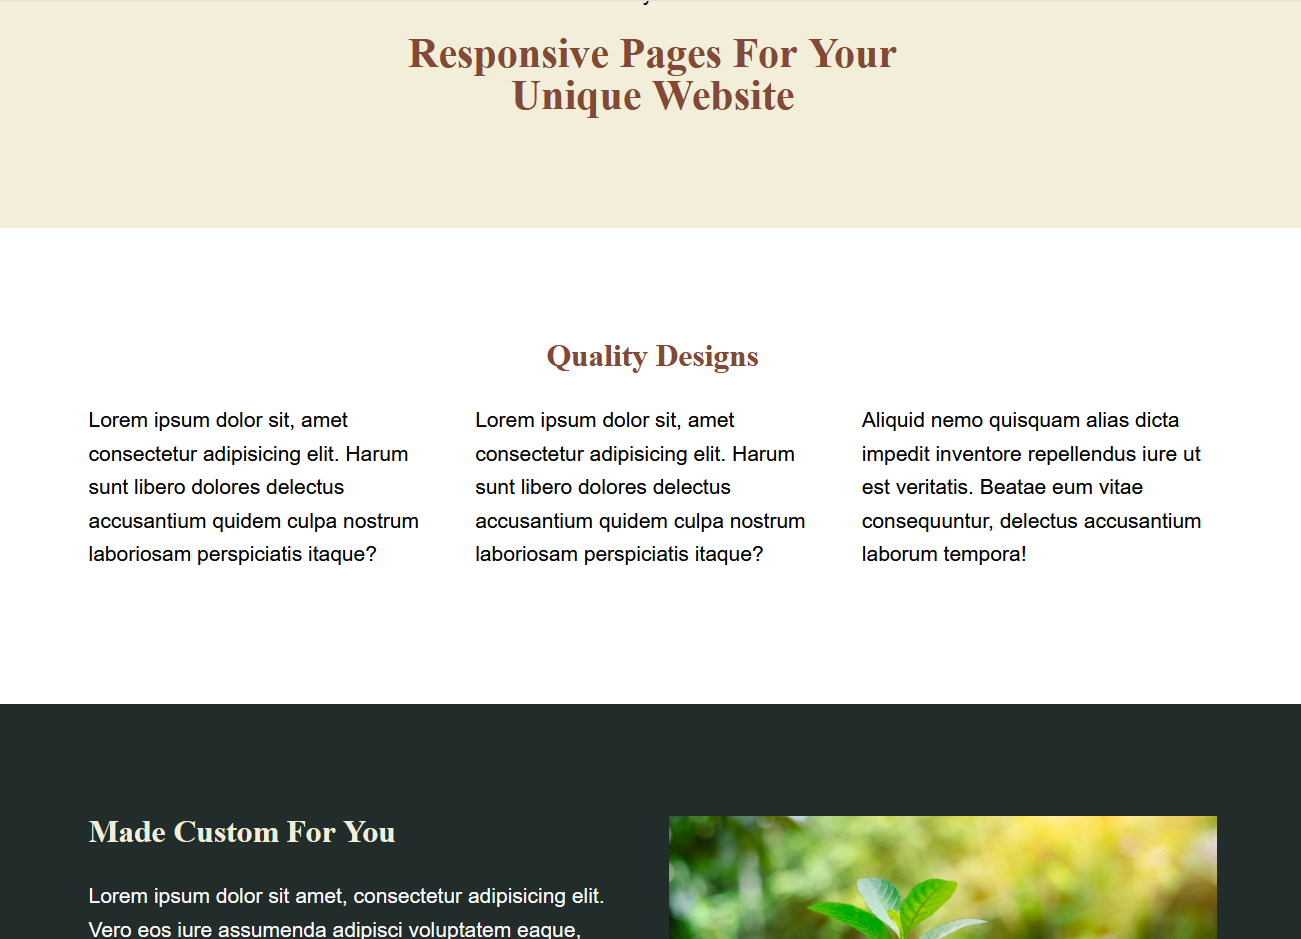 Responsive Pages For Your
Unique Website
Quality Designs
Lorem ipsum dolor sit, amet
consectetur adipisicing elit. Harum
sunt libero dolores delectus
accusantium quidem culpa nostrum
laboriosam perspiciatis itaque?
Lorem ipsum dolor sit, amet
consectetur adipisicing elit. Harum
sunt libero dolores delectus
accusantium quidem culpa nostrum
laboriosam perspiciatis itaque?
Aliquid nemo quisquam alias dicta
impedit inventore repellendus iure ut
est veritatis. Beatae eum vitae
consequuntur, delectus accusantium
laborum tempora!
Made Custom For You
Lorem ipsum dolor sit amet, consectetur adipisicing elit.
Vero eos iure assumenda adipisci voluptatem eaque,